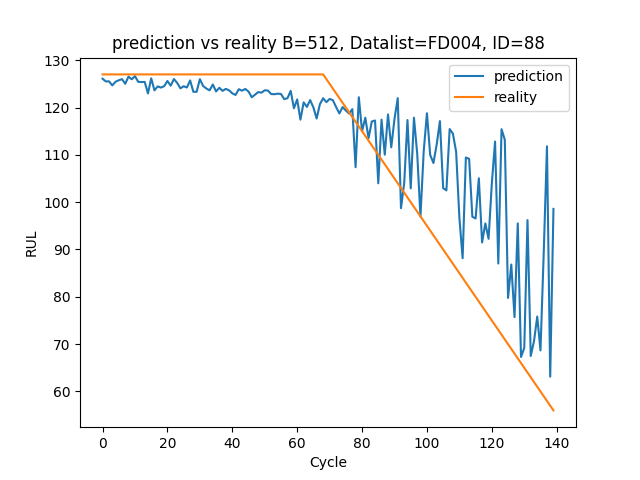 prediction vs reality B=512, Datalist=FD004, ID=88
130
120
110
100
90
80
70
60
RUL
prediction
reality
0 20 40 60 80 100 120 140
Cycle